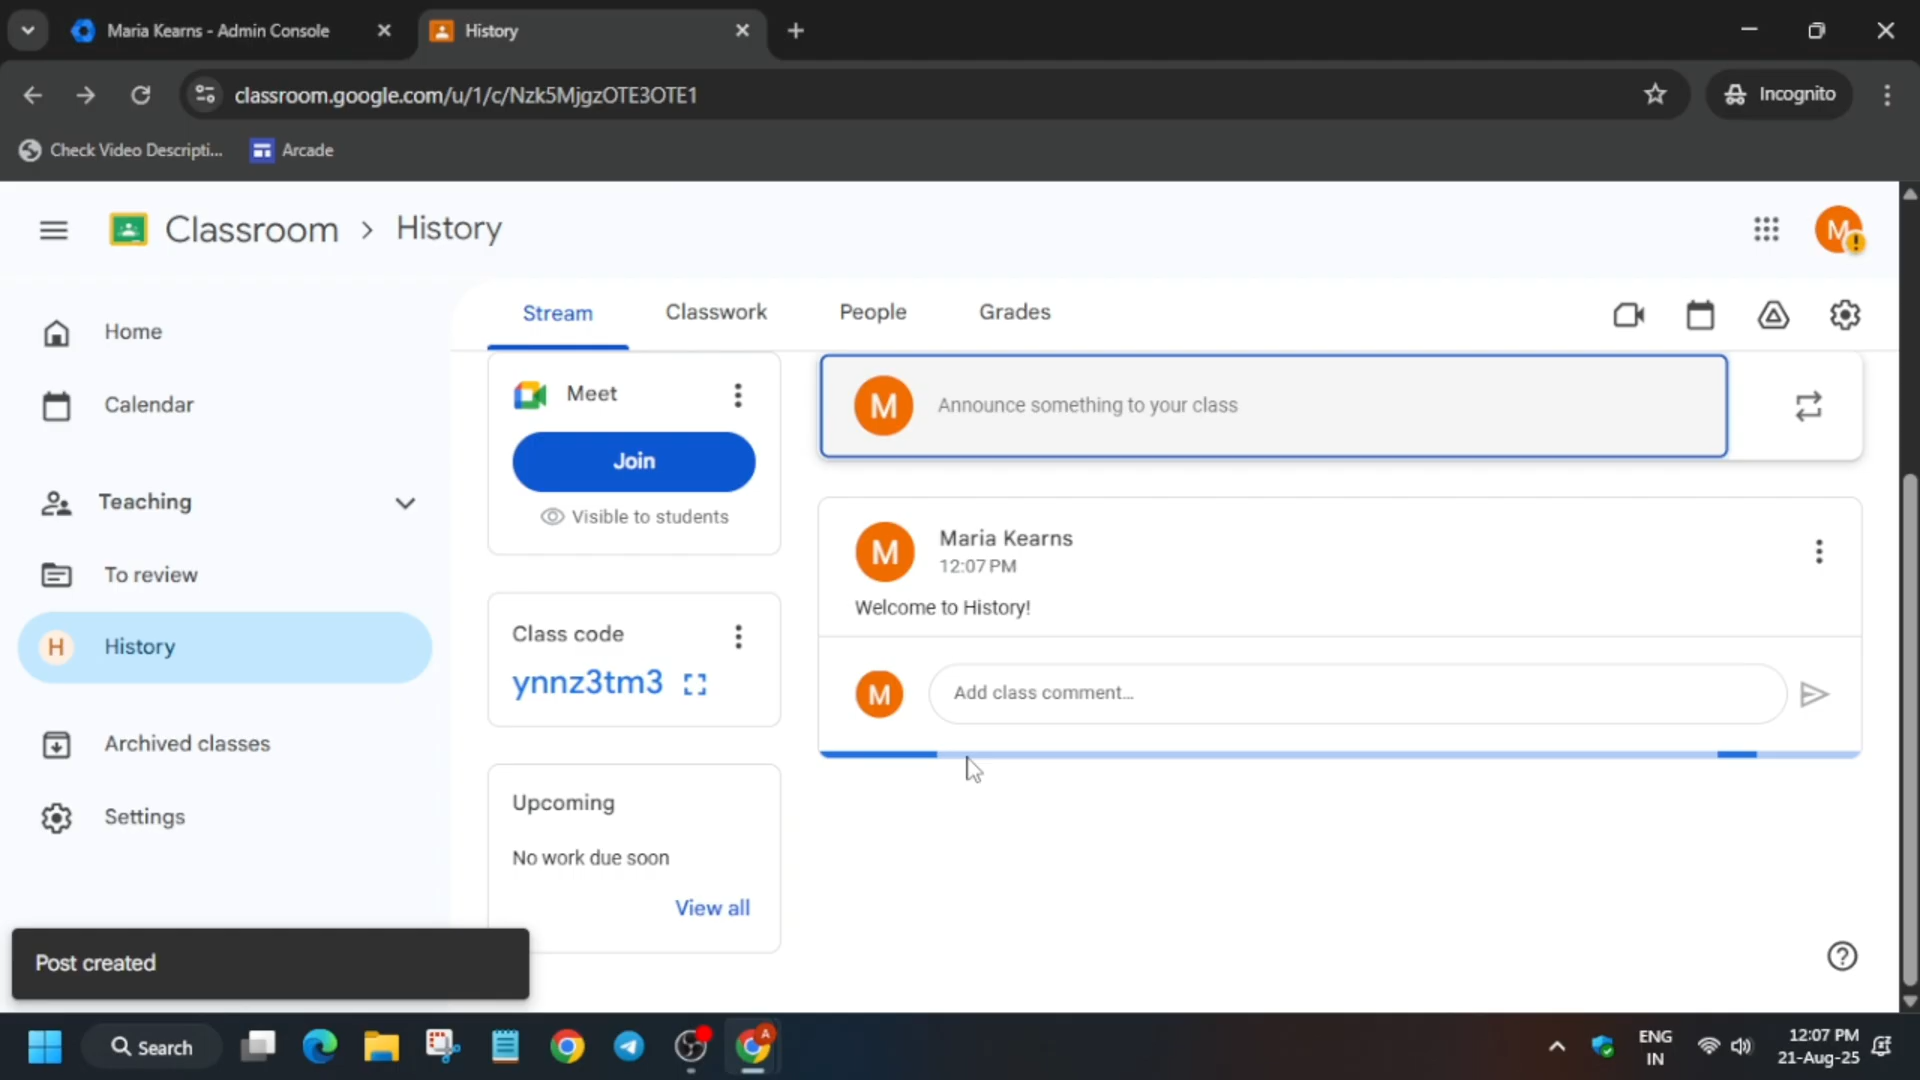 Maria Kearns - Admin Console
History
classroom.google.com/u/1/c/Nzk5MjgzOTE3OTE1
Incognito
Check Video Descripti...
Arcade
Classroom > History
Home
Calendar
Teaching
To review
H History
Archived classes
Settings
Stream
Classwork
People
Grades
Meet
Join
Visible to students
Class code
ynnz3tm3
Upcoming
No work due soon
View all
M
M Announce something to your class
M Maria Kearns
12:07 PM
Welcome to History!
M Add class comment...
Post created
Search
A
ENG
IN
12:07 PM
21-Aug-25